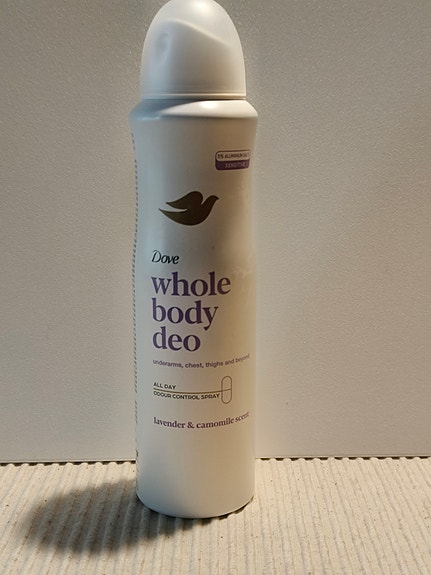 0% ALUMINIUM SALTS
SENSITIVE
Dove
whole
body
deo
underarms, chest, thighs and beyond
ALL DAY
ODOUR CONTROL SPRAY
lavender & camomile scent